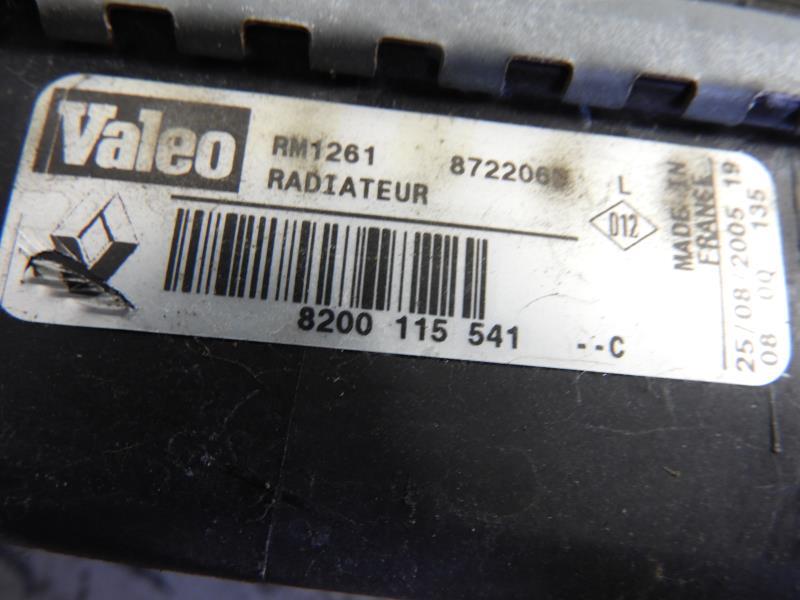 Valeo
RM1261
RADIATEUR
L
D12
8200 115 541 --C
MADE IN
FRANCE
25/08/2005 19
08 0Q 135